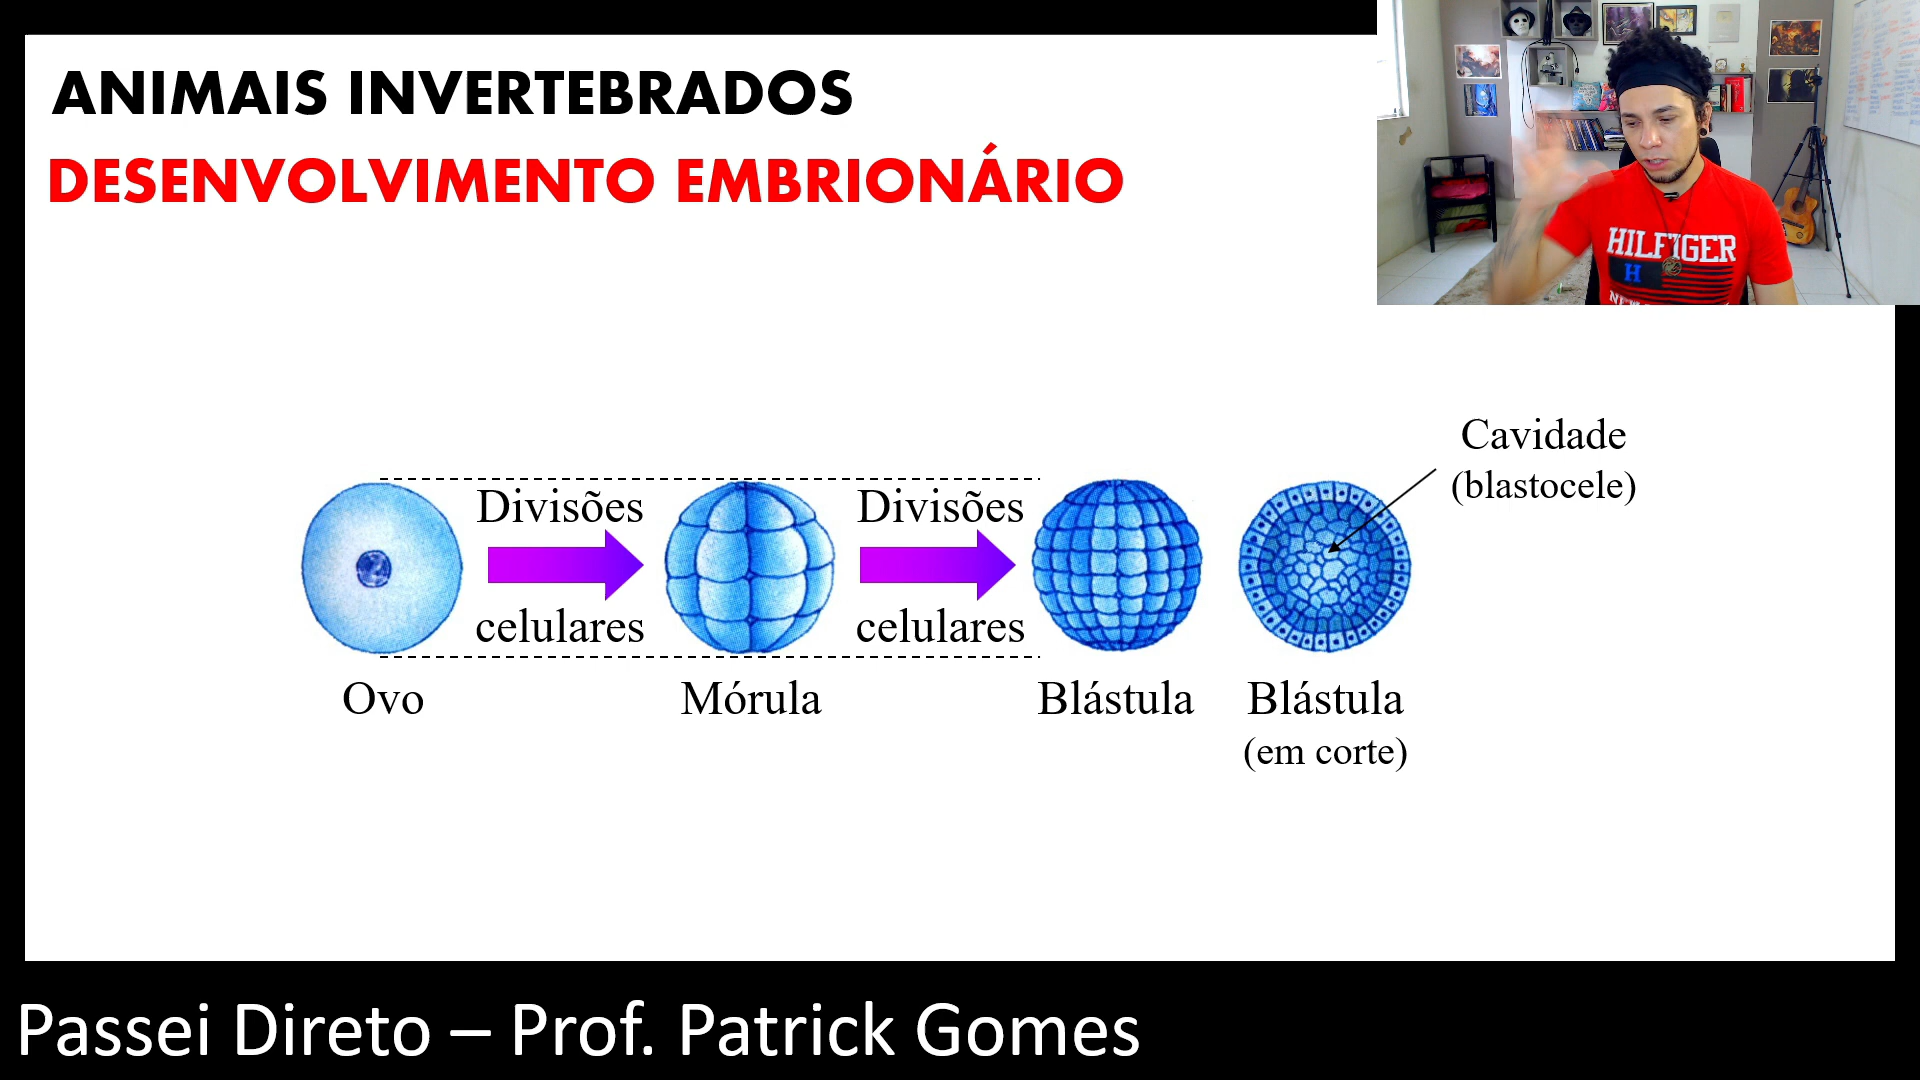 ANIMAIS INVERTEBRADOS
DESENVOLVIMENTO EMBRIONÁRIO
HILFIGER
H
Cavidade
(blastocele)
Divisões
celulares
Divisões
celulares
Ovo
Mórula
Blástula
Blástula
(em corte)
Passei Direto – Prof. Patrick Gomes